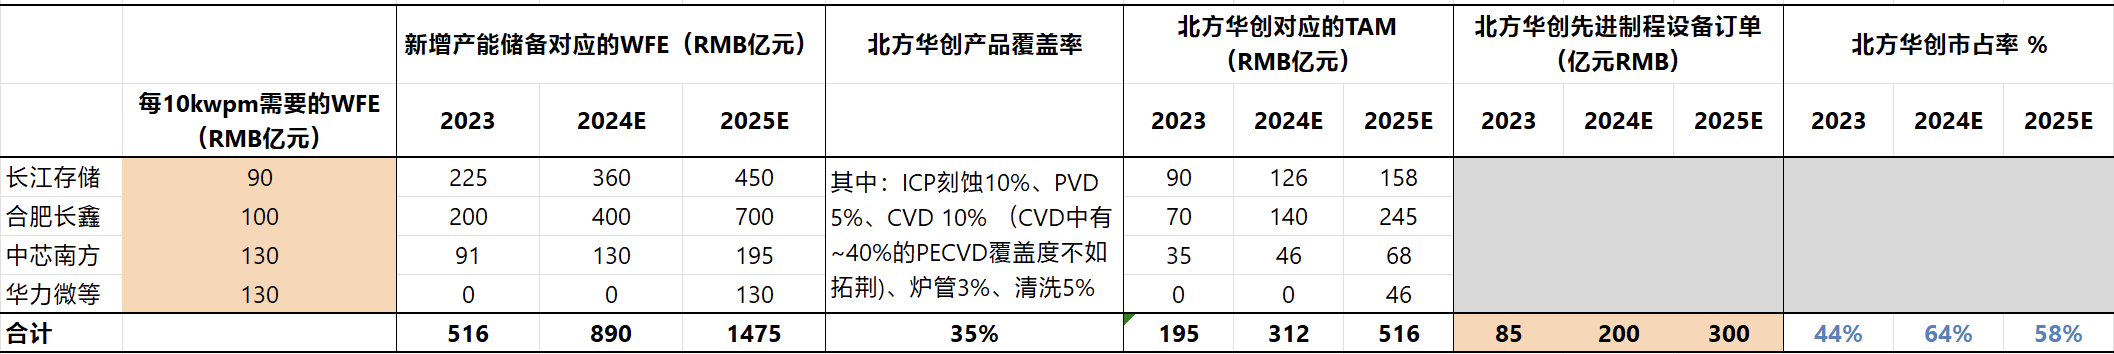 新增产能储备对应的WFE（RMB亿元） 北方华创产品覆盖率 北方华创对应的TAM（RMB亿元） 北方华创先进制程设备订单（亿元RMB） 北方华创市占率 %
每10kwpm需要的WFE（RMB亿元） 2023 2024E 2025E 2023 2024E 2025E 2023 2024E 2025E 2023 2024E 2025E
长江存储 90 225 360 450 90 126 158
合肥长鑫 100 200 400 700 70 140 245
中芯南方 130 91 130 195 35 46 68
华力微等 130 0 0 130 0 0 46
其中：ICP刻蚀10%、PVD
5%、CVD 10% （CVD中有
~40%的PECVD覆盖度不如
拓荆)、炉管3%、清洗5%
合计 516 890 1475 35% 195 312 516 85 200 300 44% 64% 58%